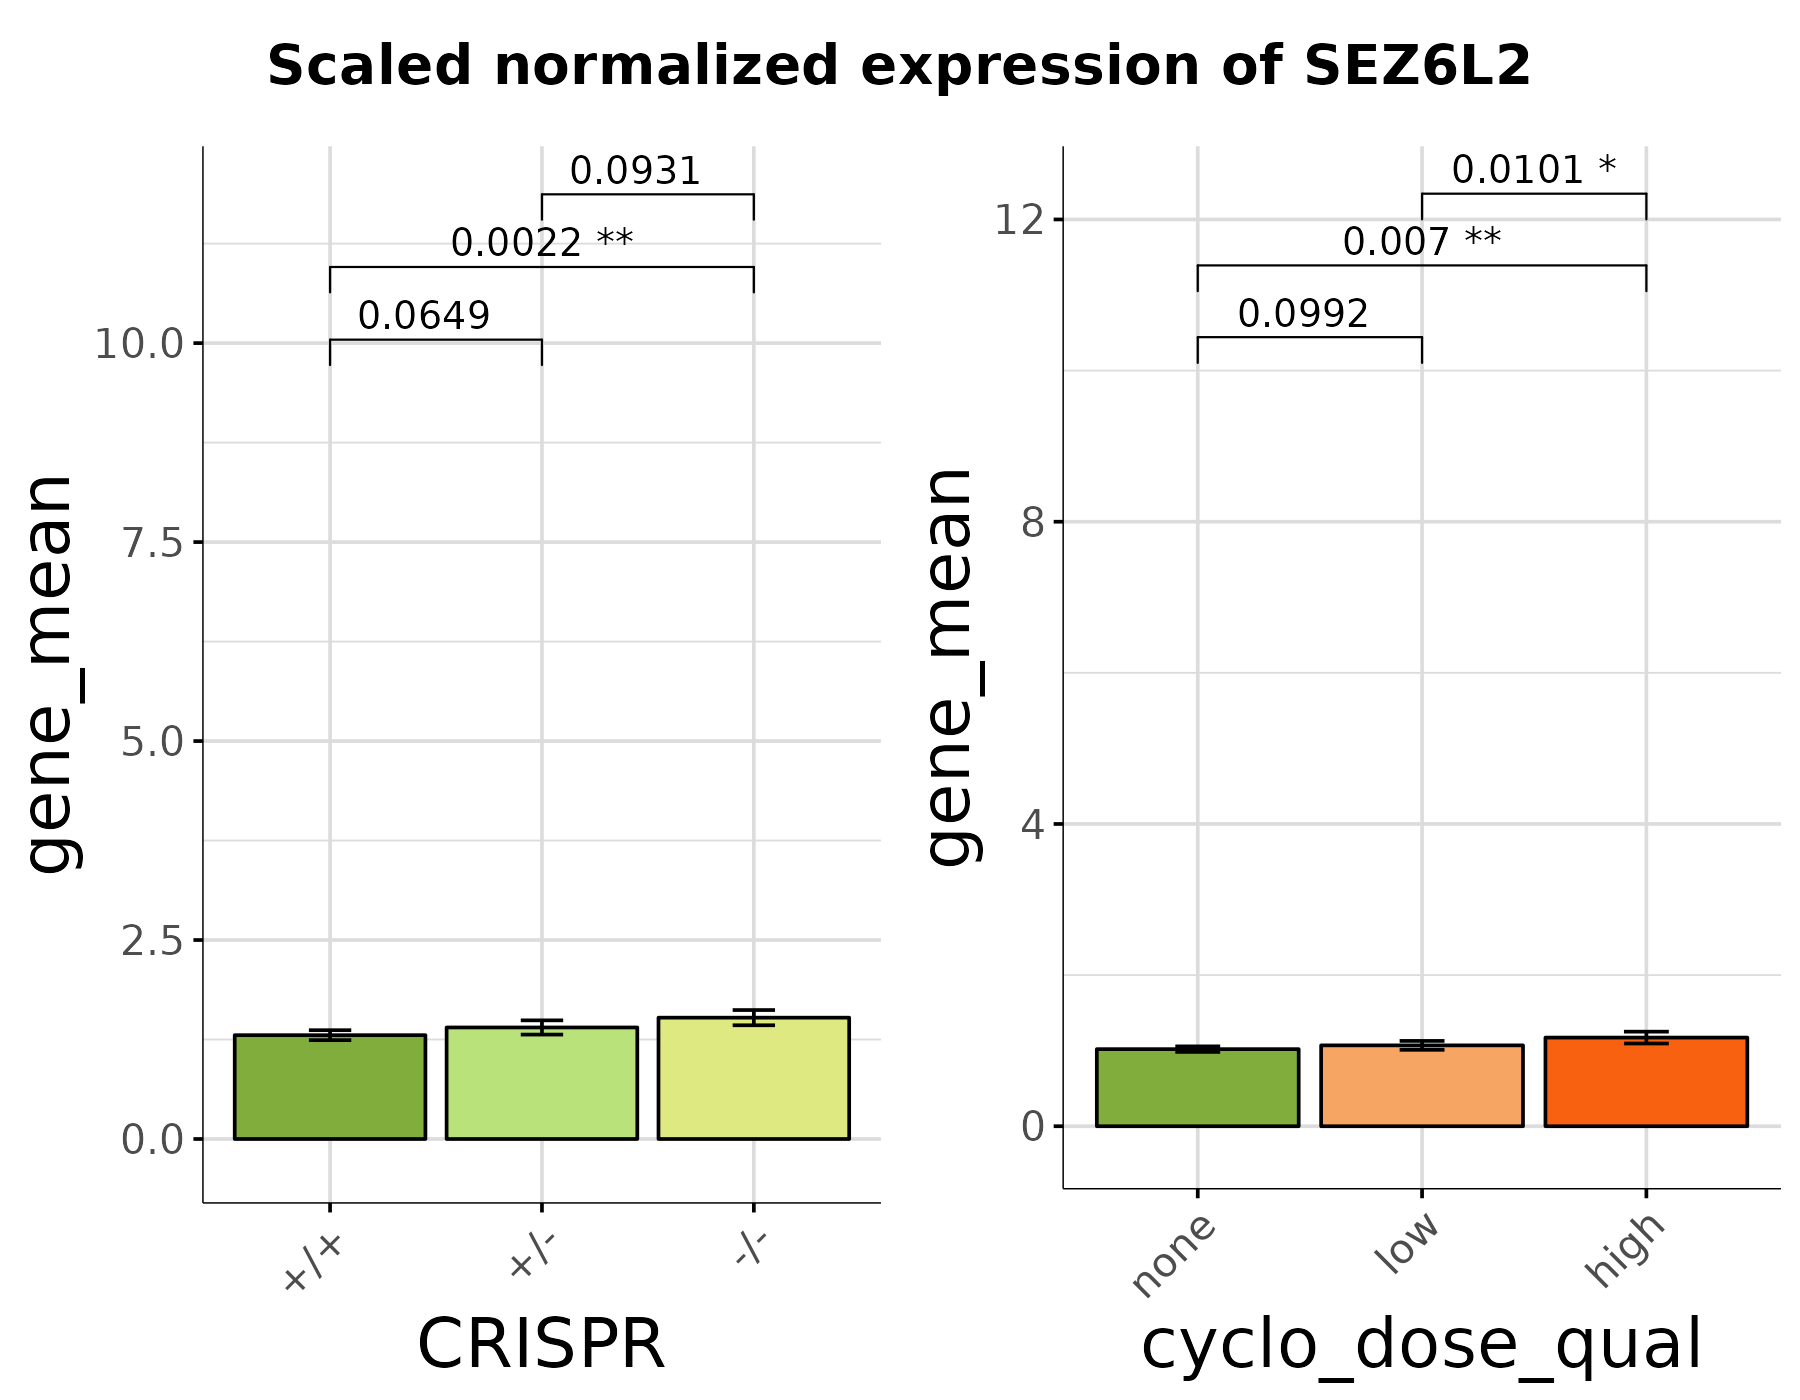 Scaled normalized expression of SEZ6L2
0.0931
0.0022 **
0.0649
10.0
7.5
5.0
2.5
0.0
gene_mean
+/+
+/-
-/-
CRISPR
0.0101 *
0.007 **
0.0992
12
8
4
0
gene_mean
none
low
high
cyclo_dose_qual